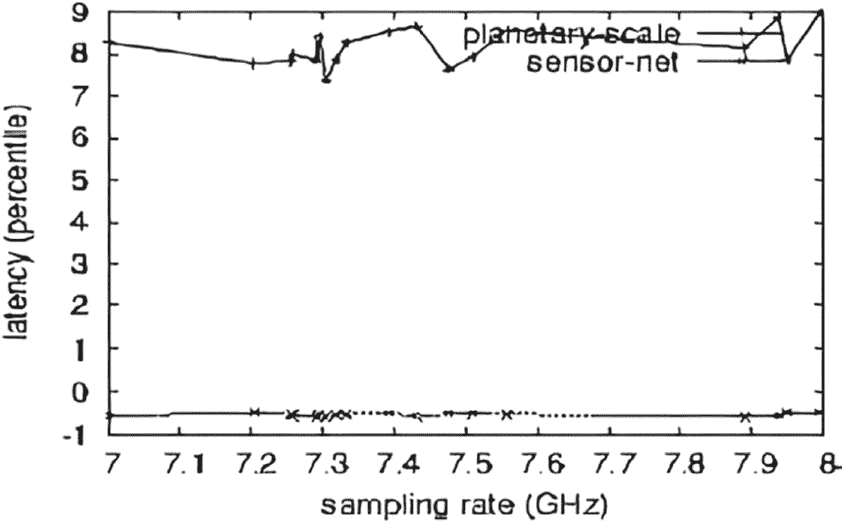 9
8
7
6
5
4
3
2
1
0
-1
latency (percentile)
planetary-scale
sensor-net
7 7.1 7.2 7.3 7.4 7.5 7.6 7.7 7.8 7.9 8
sampling rate (GHz)